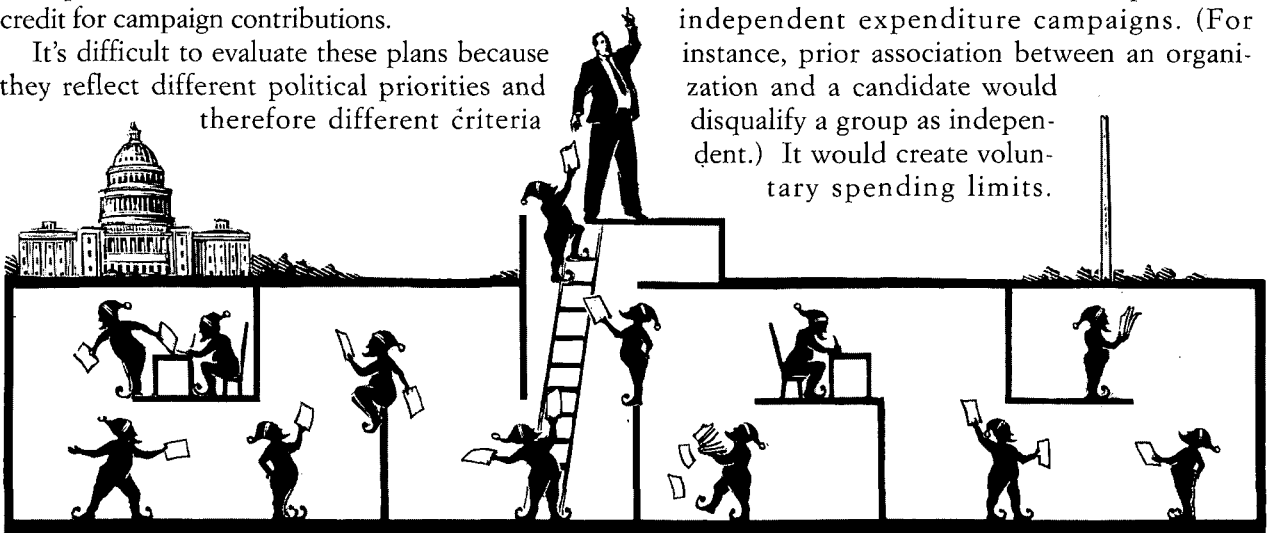 credit for campaign contributions.
It's difficult to evaluate these plans because
they reflect different political priorities and
therefore different criteria
independent expenditure campaigns. (For
instance, prior association between an organi-
zation and a candidate would
disqualify a group as indepen-
dent.) It would create volun-
tary spending limits.